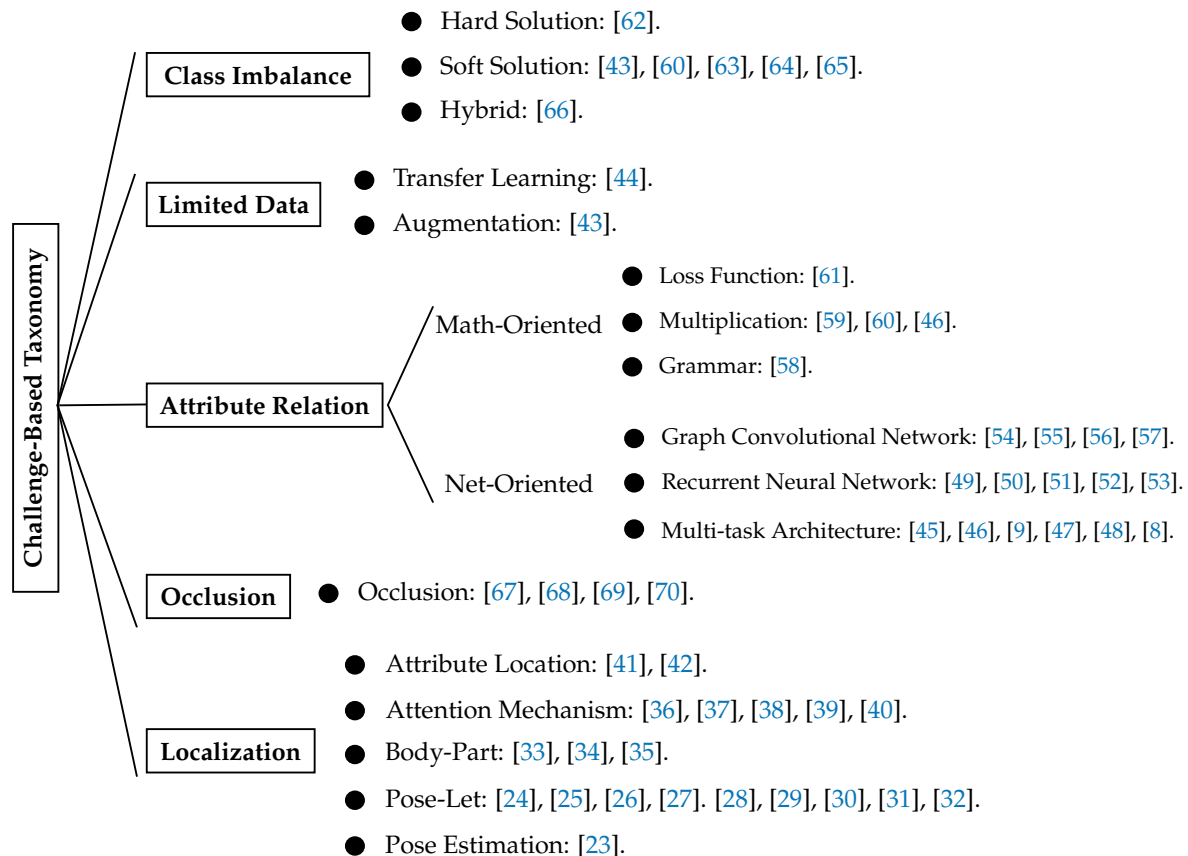 Challenge-Based Taxonomy
Class Imbalance
Hard Solution: [62].
Soft Solution: [43], [60], [63], [64], [65].
Hybrid: [66].
Limited Data
Transfer Learning: [44].
Augmentation: [43].
Attribute Relation
Math-Oriented
Loss Function: [61].
Multiplication: [59], [60], [46].
Grammar: [58].
Net-Oriented
Graph Convolutional Network: [54], [55], [56], [57].
Recurrent Neural Network: [49], [50], [51], [52], [53].
Multi-task Architecture: [45], [46], [9], [47], [48], [8].
Occlusion
Occlusion: [67], [68], [69], [70].
Localization
Attribute Location: [41], [42].
Attention Mechanism: [36], [37], [38], [39], [40].
Body-Part: [33], [34], [35].
Pose-Let: [24], [25], [26], [27]. [28], [29], [30], [31], [32].
Pose Estimation: [23].